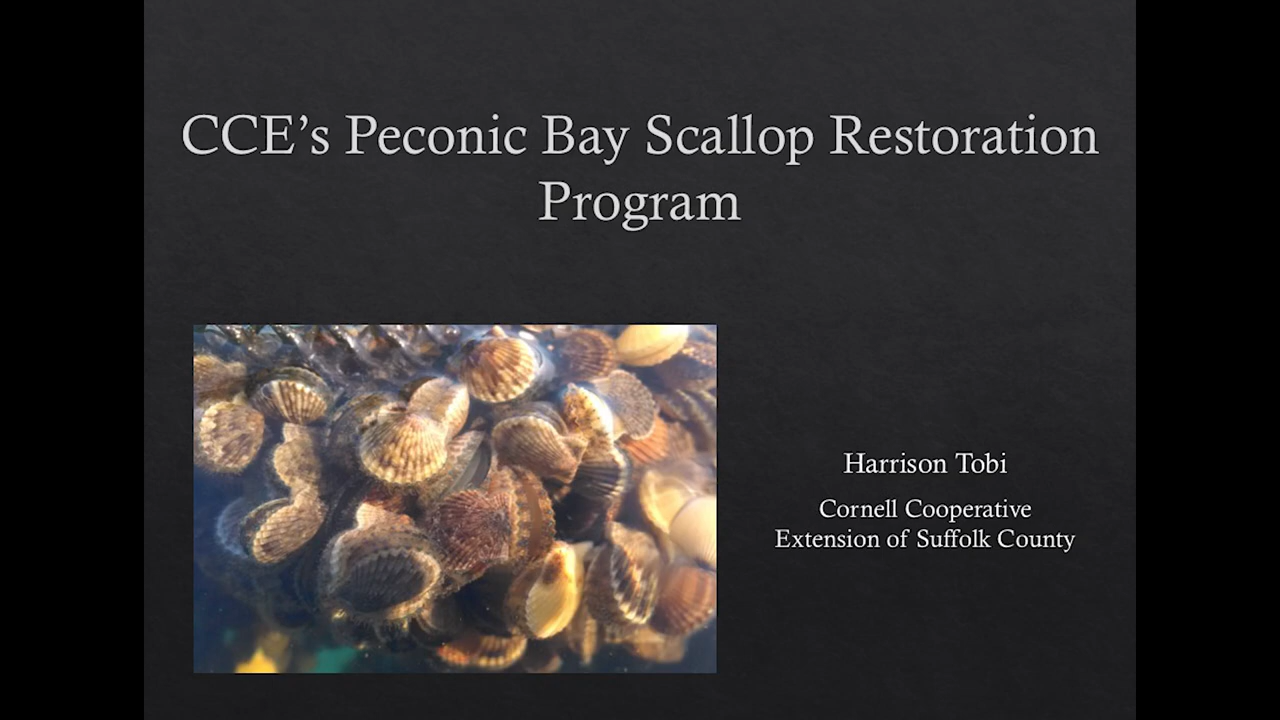 CCE’s Peconic Bay Scallop Restoration
Program
Harrison Tobi
Cornell Cooperative
Extension of Suffolk County